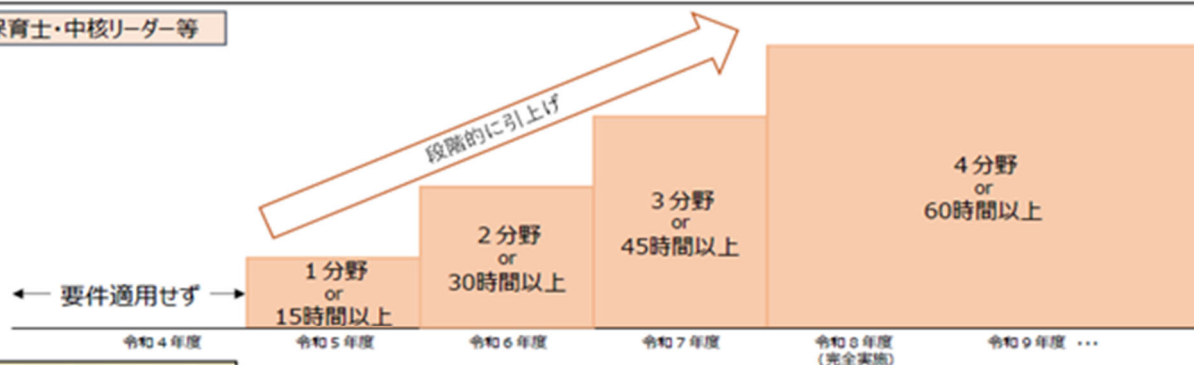 保育士・中核リーダー等
段階的に引上げ
4分野
or
60時間以上
3分野
or
45時間以上
2分野
or
30時間以上
1分野
or
15時間以上
要件適用せず
令和4年度
令和5年度
令和6年度
令和7年度
令和8年度
(完全実施)
令和9年度 …